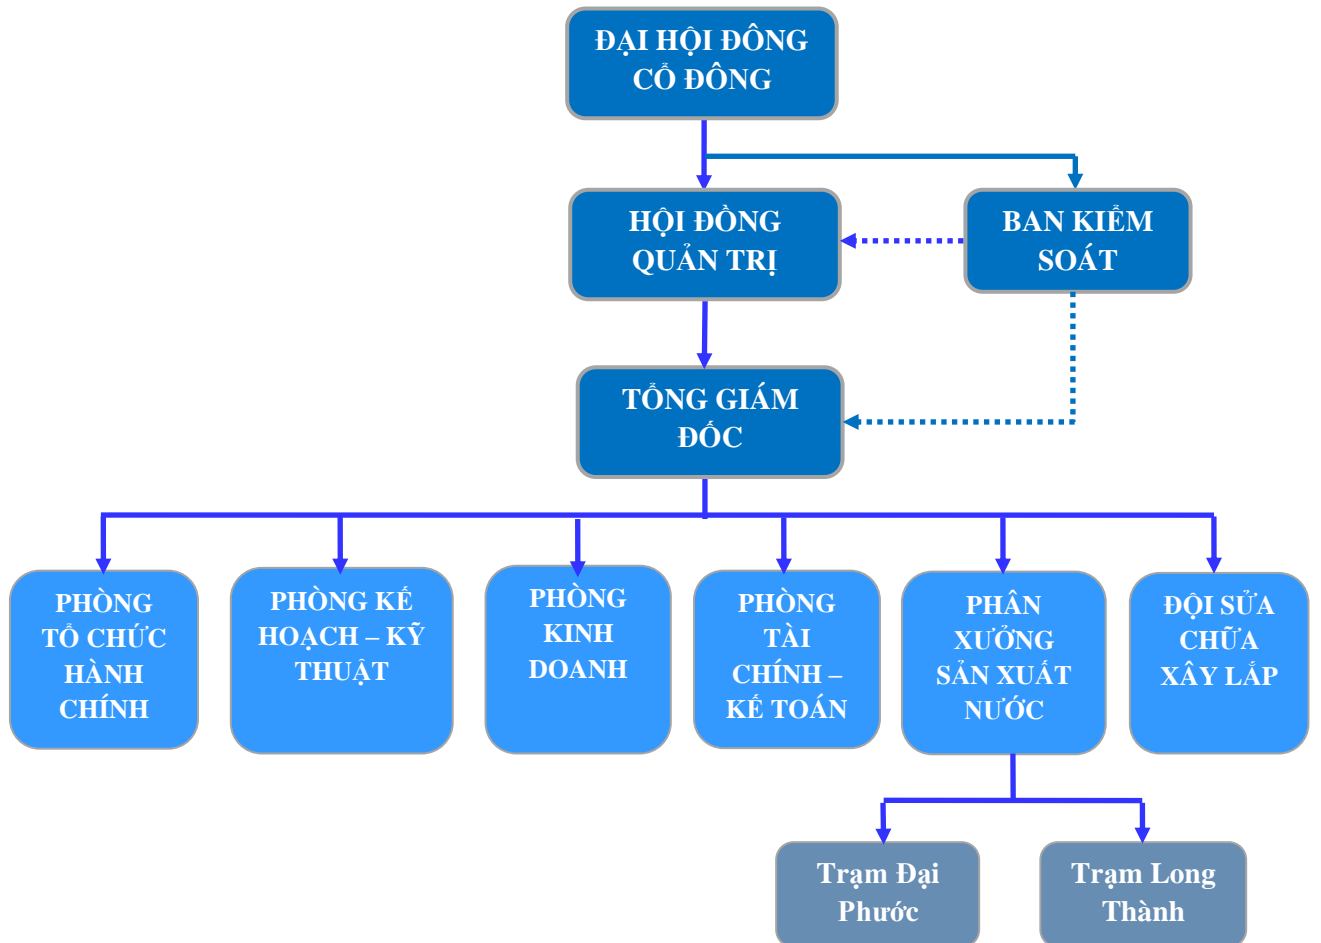 ĐẠI HỘI ĐÔNG
CỔ ĐÔNG
HỘI ĐỒNG
QUẢN TRỊ
BAN KIỂM
SOÁT
TỔNG GIÁM
ĐỐC
PHÒNG
TỔ CHỨC
HÀNH
CHÍNH
PHÒNG KẾ
HOẠCH – KỸ
THUẬT
PHÒNG
KINH
DOANH
PHÒNG
TÀI
CHÍNH –
KẾ TOÁN
PHÂN
XƯỞNG
SẢN XUẤT
NƯỚC
ĐỘI SỬA
CHỮA
XÂY LẮP
Trạm Đại
Phước
Trạm Long
Thành